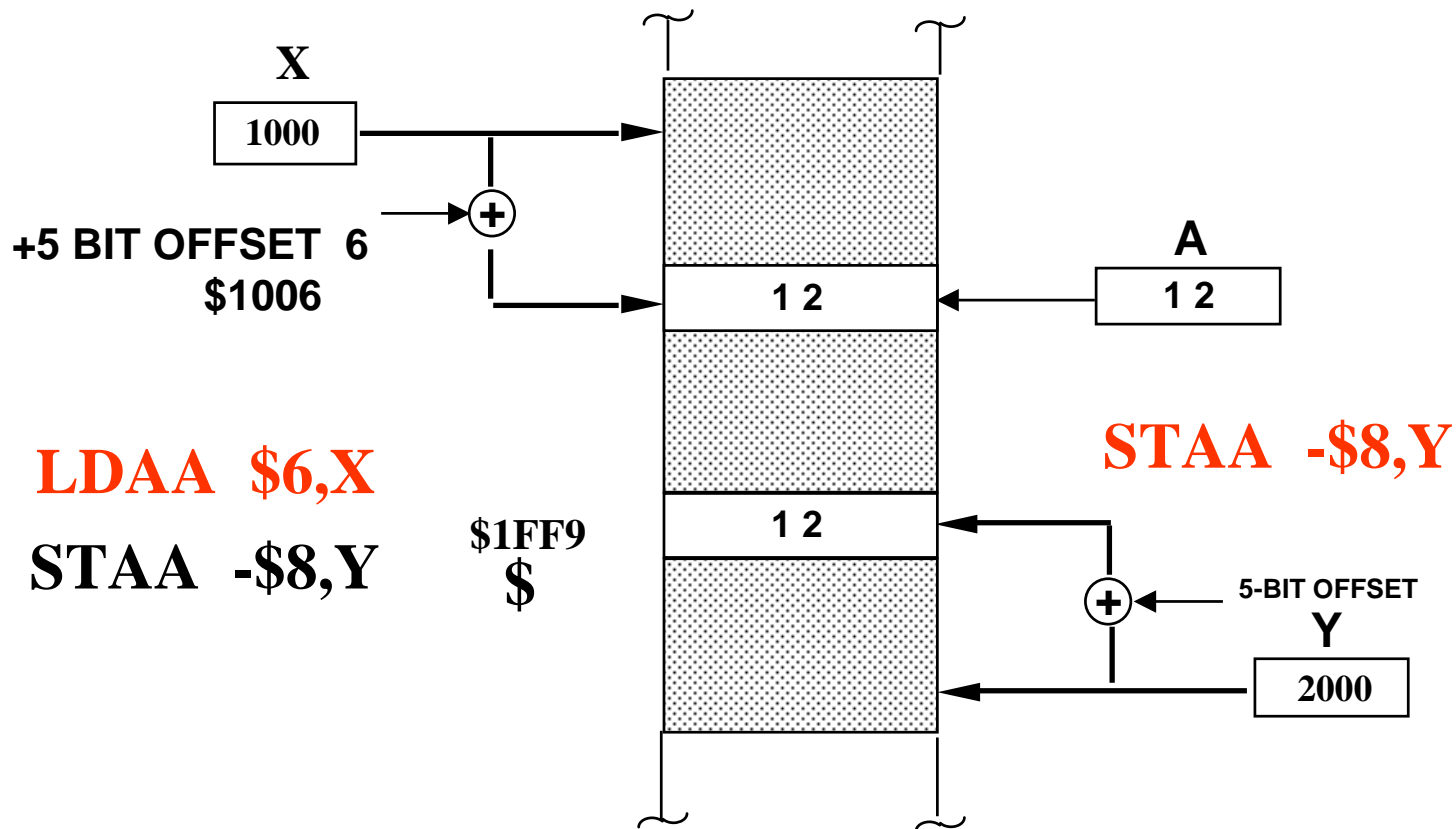 X
1000
+
+5 BIT OFFSET 6
$1006
A
1 2
1 2
LDAA $6,X
STAA -$8,Y
$1FF9
$
1 2
STAA -$8,Y
+
5-BIT OFFSET
Y
2000